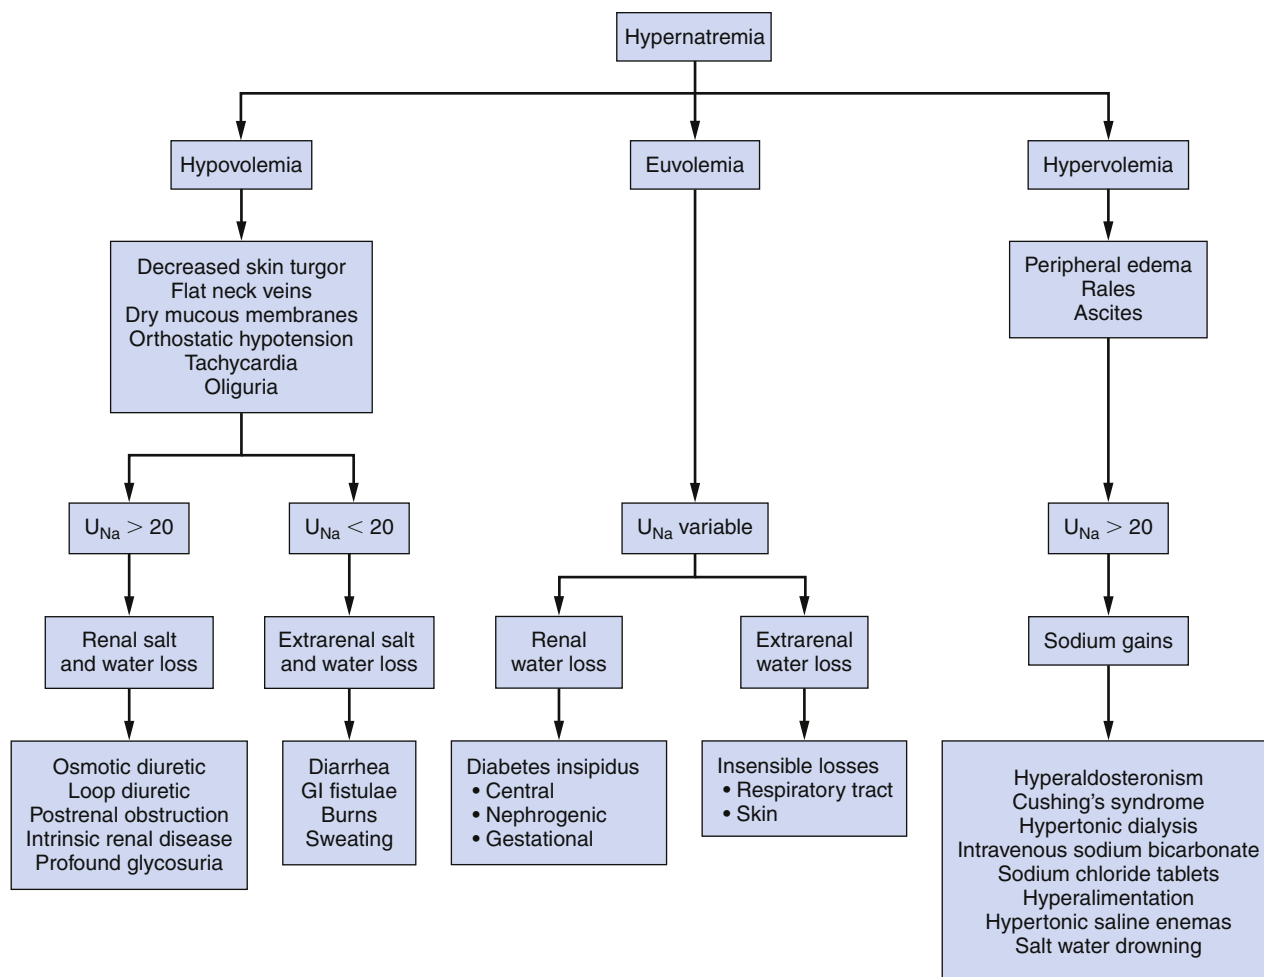 Hypernatremia
Hypovolemia
Euvolemia
Hypervolemia
Decreased skin turgor
Flat neck veins
Dry mucous membranes
Orthostatic hypotension
Tachycardia
Oliguria
Peripheral edema
Rales
Ascites
U_Na > 20
U_Na < 20
U_Na variable
U_Na > 20
Renal salt
and water loss
Extrarenal salt
and water loss
Renal
water loss
Extrarenal
water loss
Sodium gains
Osmotic diuretic
Loop diuretic
Postrenal obstruction
Intrinsic renal disease
Profound glycosuria
Diarrhea
GI fistulae
Burns
Sweating
Diabetes insipidus
• Central
• Nephrogenic
• Gestational
Insensible losses
• Respiratory tract
• Skin
Hyperaldosteronism
Cushing's syndrome
Hypertonic dialysis
Intravenous sodium bicarbonate
Sodium chloride tablets
Hyperalimentation
Hypertonic saline enemas
Salt water drowning